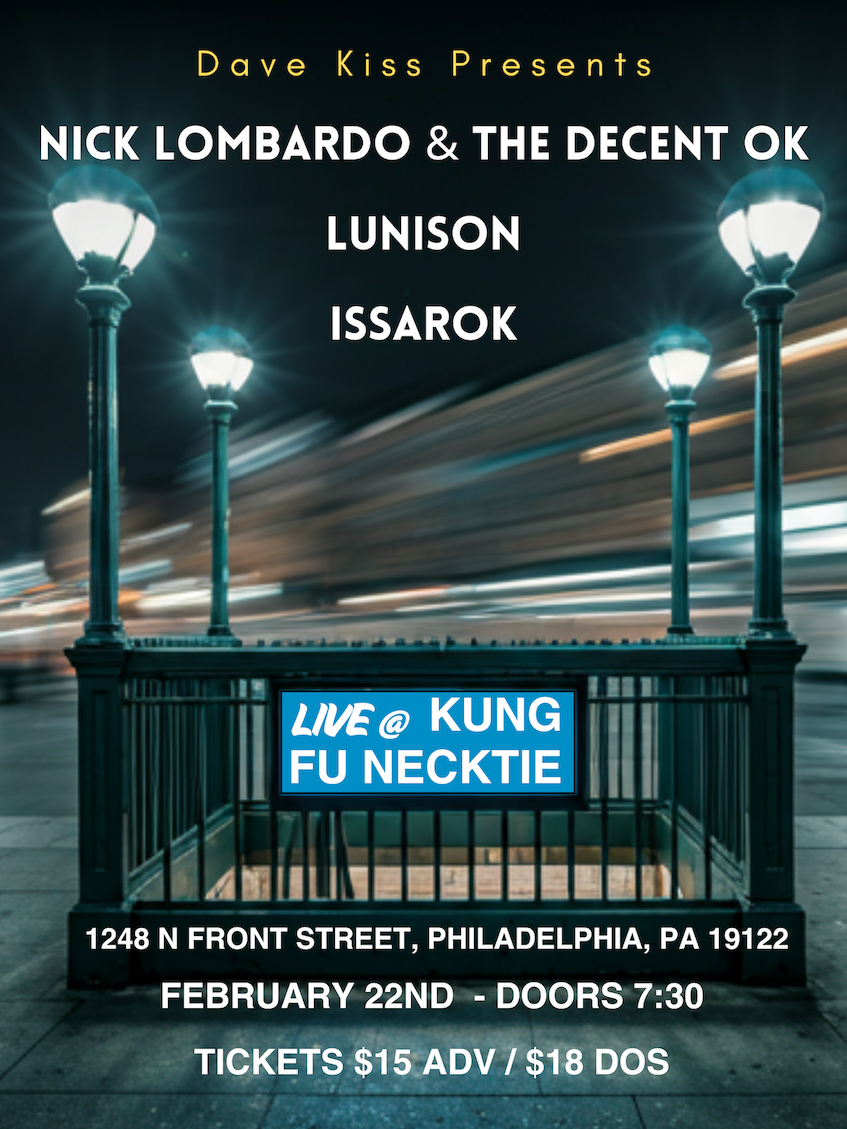 Dave Kiss Presents
NICK LOMBARDO & THE DECENT OK
LUNISON
ISSAROK
LIVE @ KUNG
FU NECKTIE
1248 N FRONT STREET, PHILADELPHIA, PA 19122
FEBRUARY 22ND - DOORS 7:30
TICKETS $15 ADV / $18 DOS